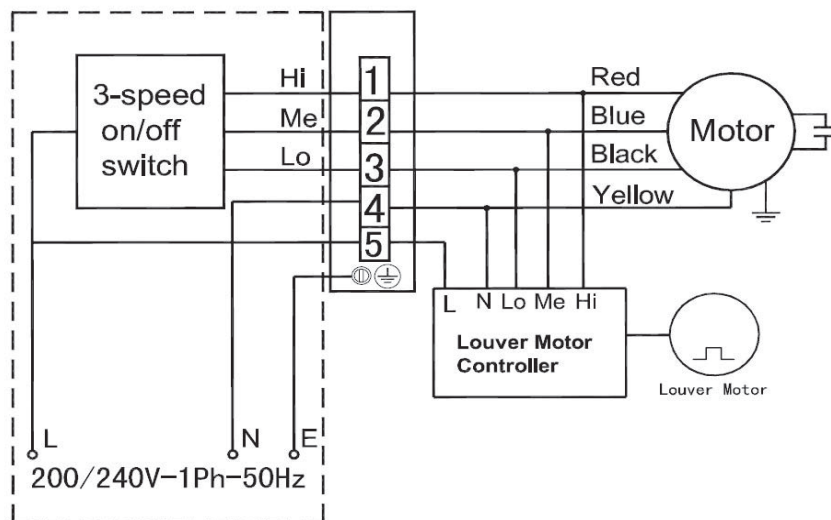 3-speed
on/off
switch
Hi
Me
Lo
1
2
3
4
5
Red
Blue
Black
Yellow
Motor
L
N
Lo
Me
Hi
Louver Motor
Controller
Louver Motor
L
N
E
200/240V-1Ph-50Hz